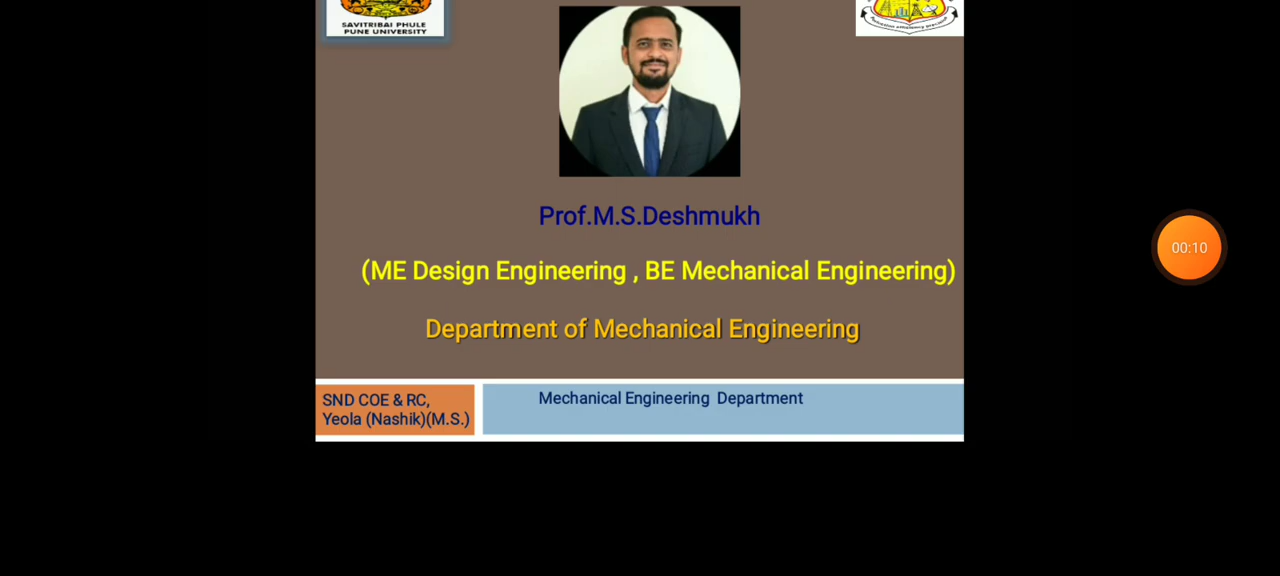 SAVITRIBAI PHULE
PUNE UNIVERSITY
Prof.M.S.Deshmukh
(ME Design Engineering , BE Mechanical Engineering)
Department of Mechanical Engineering
SND COE & RC,
Yeola (Nashik)(M.S.)
Mechanical Engineering Department
00:10